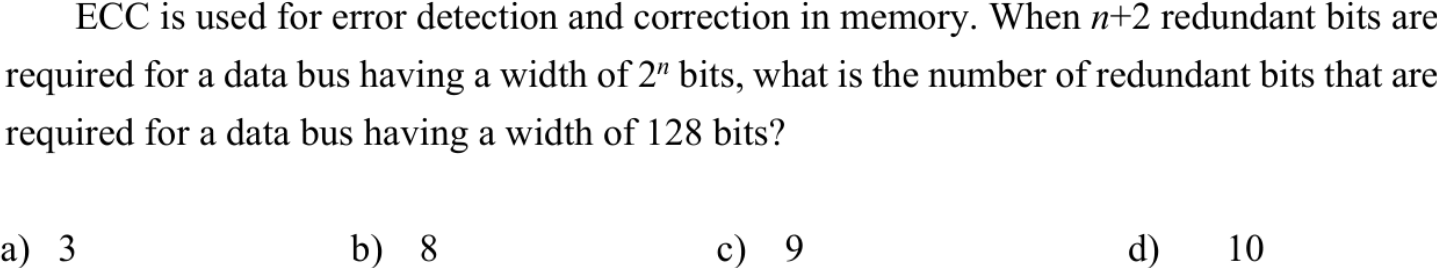 ECC is used for error detection and correction in memory. When n+2 redundant bits are
required for a data bus having a width of 2ⁿ bits, what is the number of redundant bits that are
required for a data bus having a width of 128 bits?
a) 3 b) 8 c) 9 d) 10